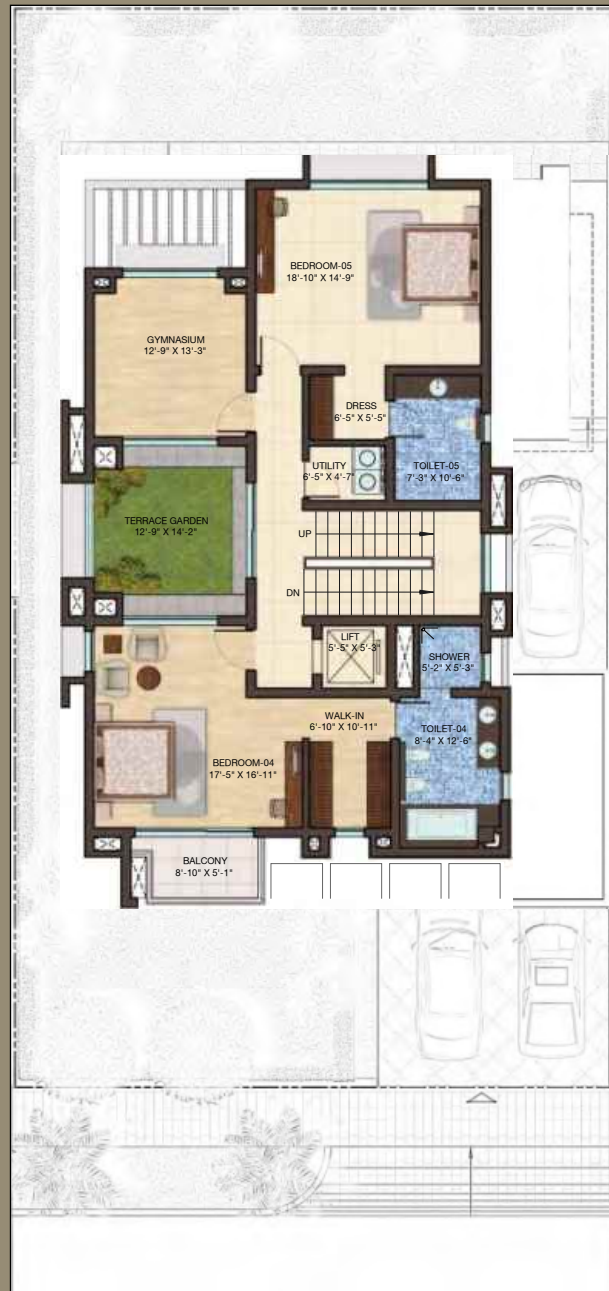 BEDROOM-05
18'-10" X 14'-9"
GYMNASIUM
12'-9" X 13'-3"
DRESS
6'-5" X 5'-5"
UTILITY
6'-5" X 4'-7"
TOILET-05
7'-3" X 10'-6"
TERRACE GARDEN
12'-9" X 14'-2"
UP
DN
LIFT
5'-5" X 5'-3"
SHOWER
5'-2" X 5'-3"
WALK-IN
6'-10" X 10'-11"
TOILET-04
8'-4" X 12'-6"
BEDROOM-04
17'-5" X 16'-11"
BALCONY
8'-10" X 5'-1"